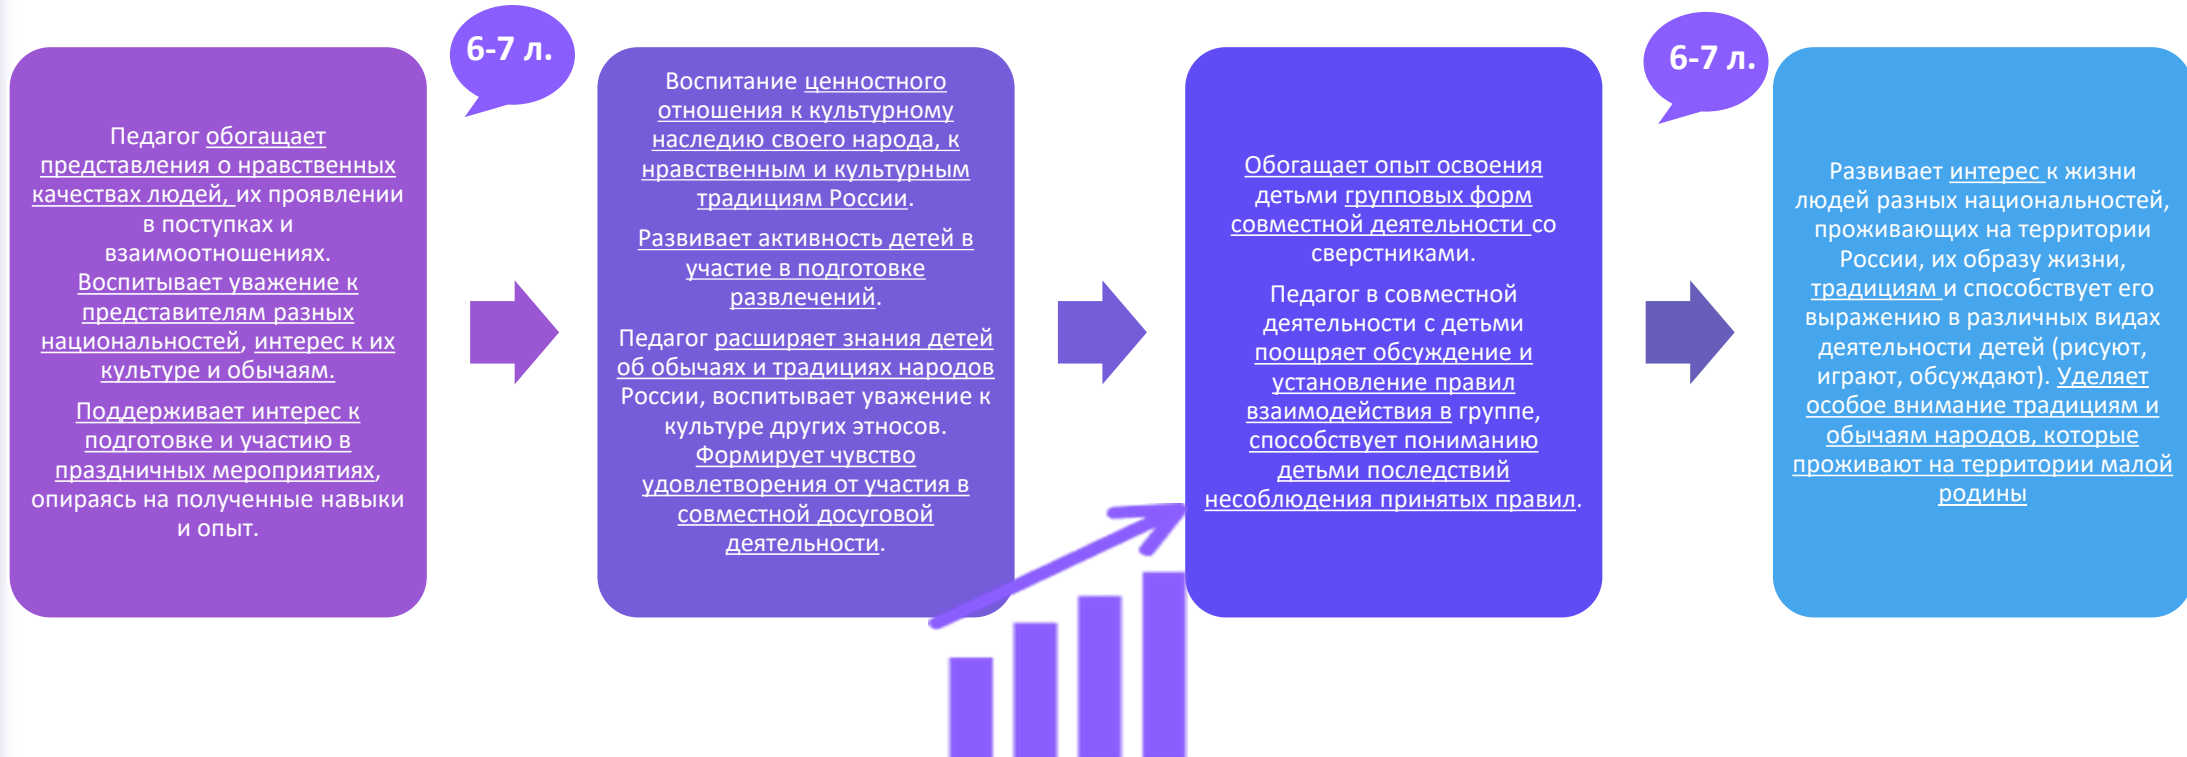 Педагог обогащает
представления о нравственных
качествах людей, их проявлении
в поступках и
взаимоотношениях.
Воспитывает уважение к
представителям разных
национальностей, интерес к их
культуре и обычаям.
Поддерживает интерес к
подготовке и участию в
праздничных мероприятиях,
опираясь на полученные навыки
и опыт.
6-7 л.
Воспитание ценностного
отношения к культурному
наследию своего народа, к
нравственным и культурным
традициям России.
Развивает активность детей в
участие в подготовке
развлечений.
Педагог расширяет знания детей
об обычаях и традициях народов
России, воспитывает уважение к
культуре других этносов.
Формирует чувство
удовлетворения от участия в
совместной досуговой
деятельности.
Обогащает опыт освоения
детьми групповых форм
совместной деятельности со
сверстниками.
Педагог в совместной
деятельности с детьми
поощряет обсуждение и
установление правил
взаимодействия в группе,
способствует пониманию
детьми последствий
несоблюдения принятых правил.
6-7 л.
Развивает интерес к жизни
людей разных национальностей,
проживающих на территории
России, их образу жизни,
традициям и способствует его
выражению в различных видах
деятельности детей (рисуют,
играют, обсуждают). Уделяет
особое внимание традициям и
обычаям народов, которые
проживают на территории малой
родины